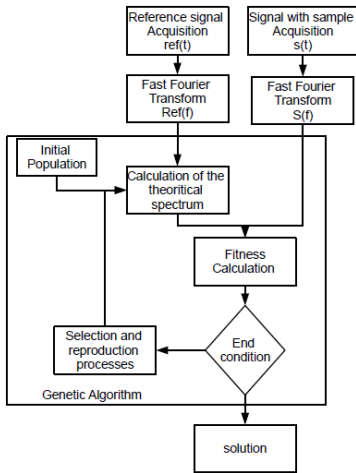 Reference signal
Acquisition
ref(t)
Signal with sample
Acquisition
s(t)
Fast Fourier
Transform
Ref(f)
Fast Fourier
Transform
S(f)
Initial
Population
Calculation of the
theoritical
spectrum
Fitness
Calculation
Selection and
reproduction
processes
End
condition
Genetic Algorithm
solution